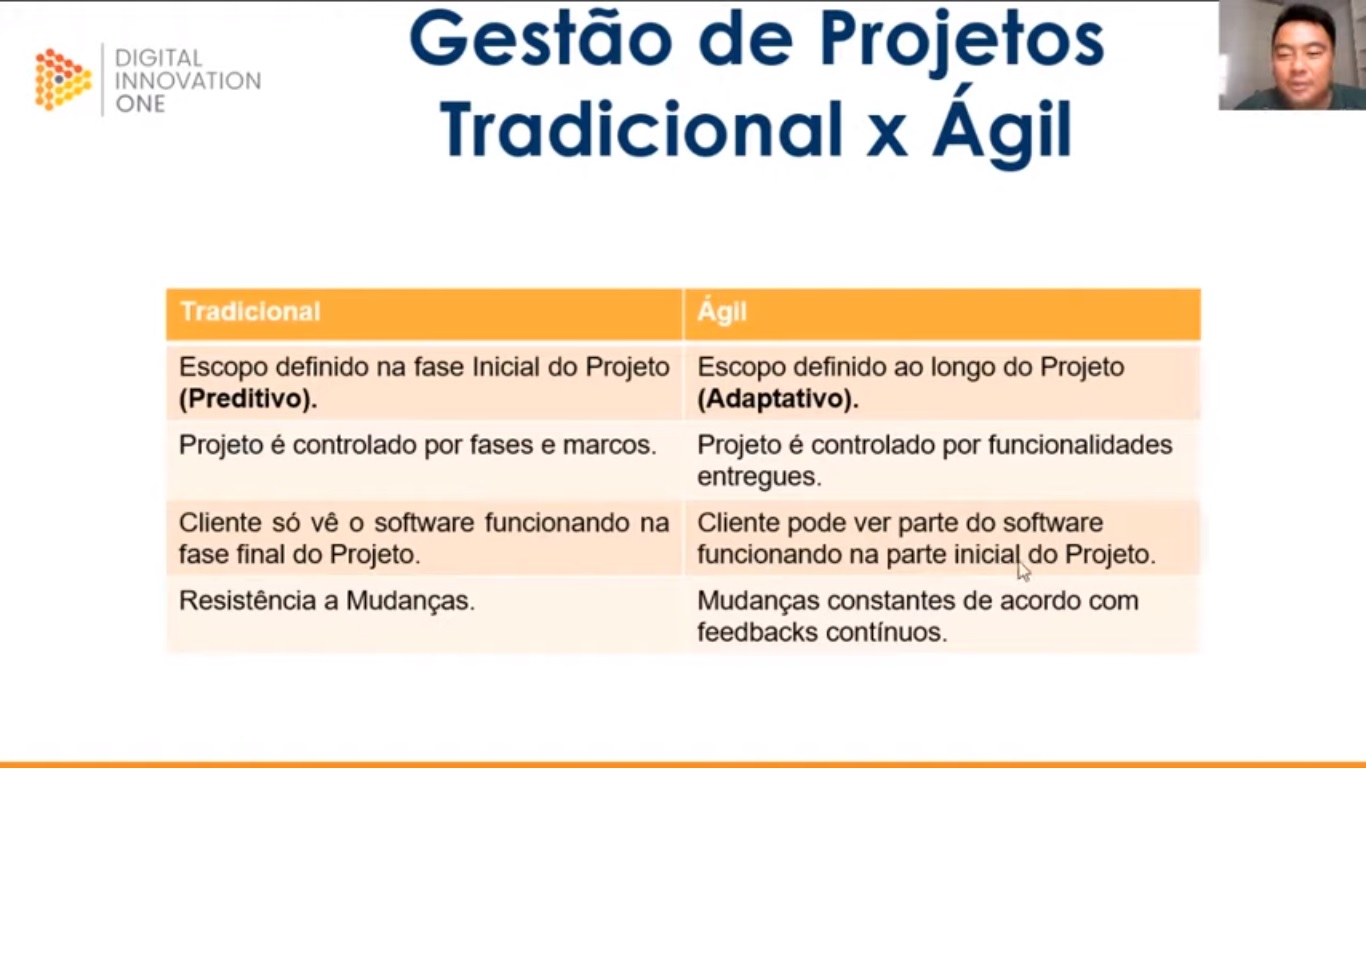 DIGITAL
INNOVATION
ONE
Gestão de Projetos
Tradicional x Ágil
Tradicional
Ágil
Escopo definido na fase Inicial do Projeto
(Preditivo).
Escopo definido ao longo do Projeto
(Adaptativo).
Projeto é controlado por fases e marcos.
Projeto é controlado por funcionalidades
entregues.
Cliente só vê o software funcionando na
fase final do Projeto.
Cliente pode ver parte do software
funcionando na parte inicial do Projeto.
Resistência a Mudanças.
Mudanças constantes de acordo com
feedbacks contínuos.